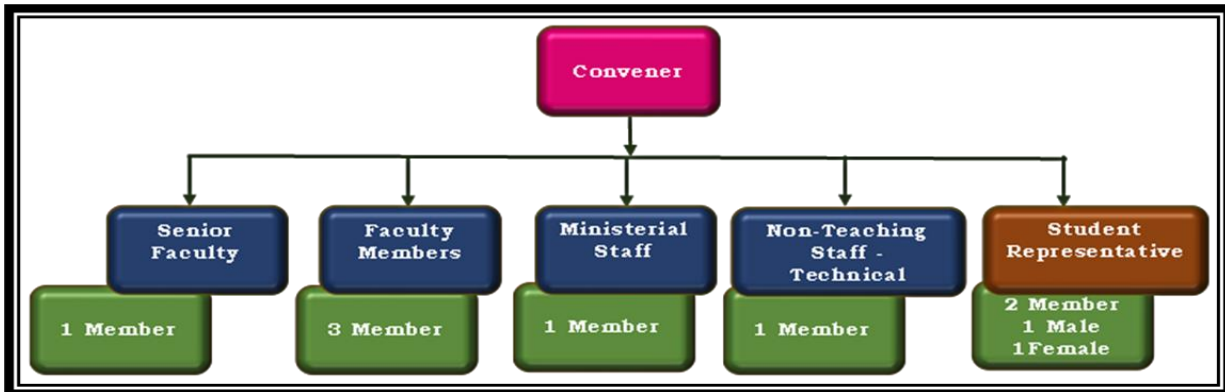 Convener
Senior
Faculty
Faculty
Members
Ministerial
Staff
Non-Teaching
Staff -
Technical
Student
Representative
1 Member
3 Member
1 Member
1 Member
2 Member
1 Male
1Female